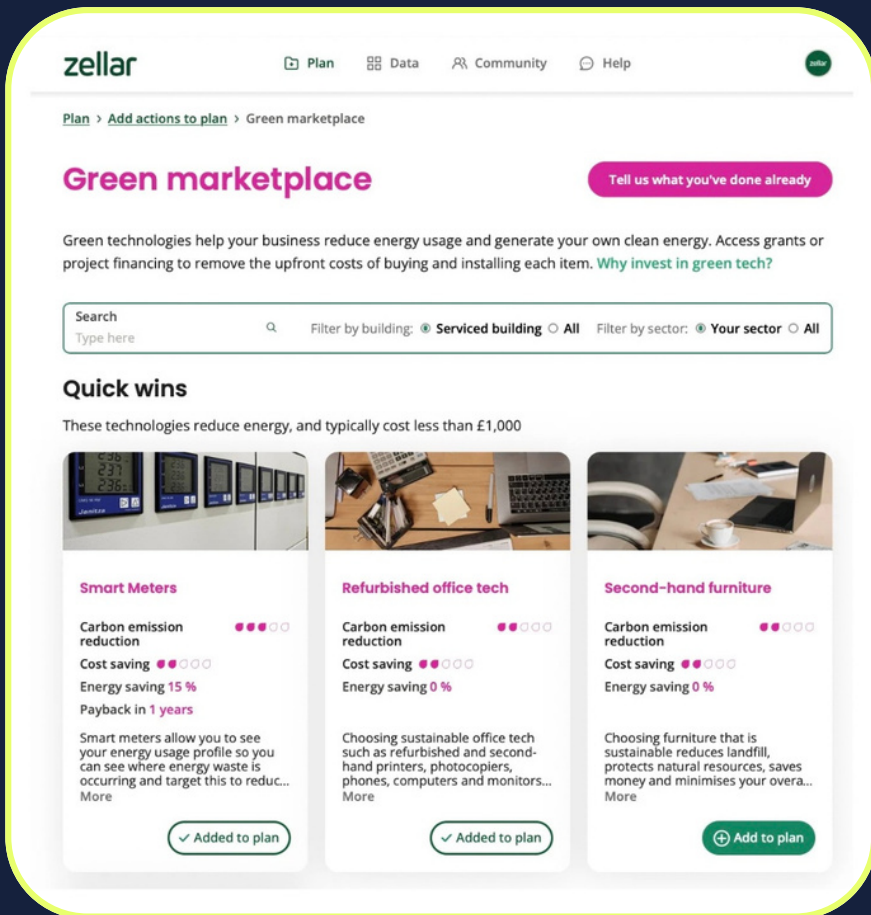 zellar
Plan
Data
Community
Help
zellar
Plan > Add actions to plan > Green marketplace
Green marketplace
Tell us what you've done already
Green technologies help your business reduce energy usage and generate your own clean energy. Access grants or
project financing to remove the upfront costs of buying and installing each item. Why invest in green tech?
Search
Type here
Filter by building: Serviced building All Filter by sector: Your sector All
Quick wins
These technologies reduce energy, and typically cost less than £1,000
Smart Meters
Carbon emission
reduction
Cost saving
Energy saving 15 %
Payback in 1 years
Smart meters allow you to see
your energy usage profile so you
can see where energy waste is
occurring and target this to reduc...
More
Added to plan
Refurbished office tech
Carbon emission
reduction
Cost saving
Energy saving 0 %
Choosing sustainable office tech
such as refurbished and second-
hand printers, photocopiers,
phones, computers and monitors...
More
Added to plan
Second-hand furniture
Carbon emission
reduction
Cost saving
Energy saving 0 %
Choosing furniture that is
sustainable reduces landfill,
protects natural resources, saves
money and minimises your overa...
More
Add to plan